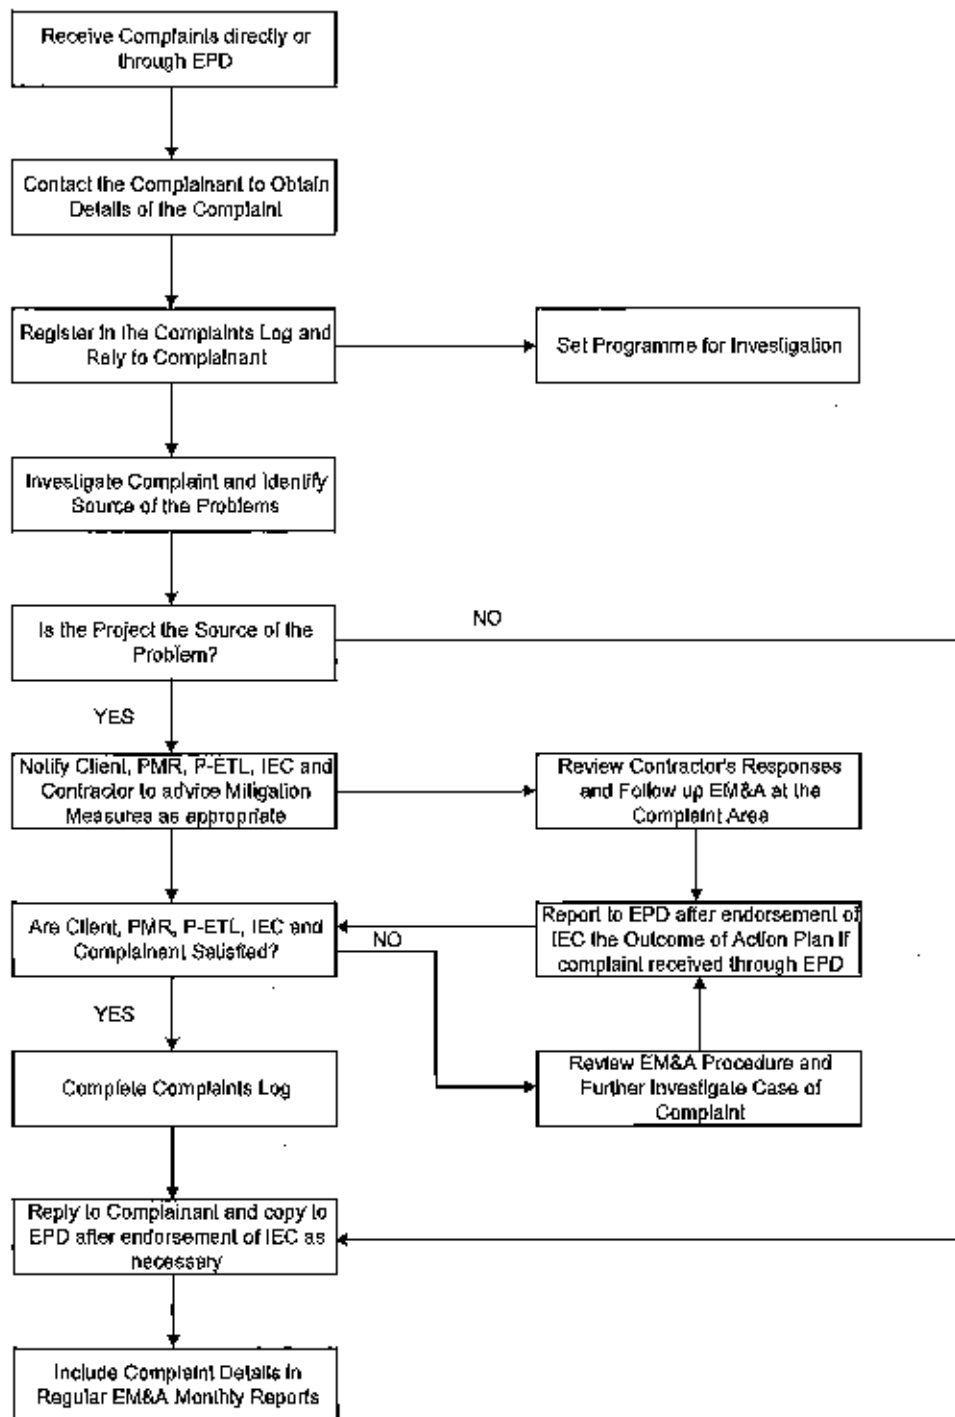 Receive Complaints directly or
through EPD
Contact the Complainant to Obtain
Details of the Complaint
Register in the Complaints Log and
Rely to Complainant
Set Programme for Investigation
Investigate Complaint and Identify
Source of the Problems
Is the Project the Source of the
Problem?
NO
YES
Notify Client, PMR, P-ETL, IEC and
Contractor to advice Mitigation
Measures as appropriate
Review Contractor's Responses
and Follow up EM&A at the
Complaint Area
Are Client, PMR, P-ETL, IEC and
Complainant Satisfied?
NO
Report to EPD after endorsement of
IEC the Outcome of Action Plan if
complaint received through EPD
YES
Complete Complaints Log
Review EM&A Procedure and
Further Investigate Case of
Complaint
Reply to Complainant and copy to
EPD after endorsement of IEC as
necessary
Include Complaint Details in
Regular EM&A Monthly Reports